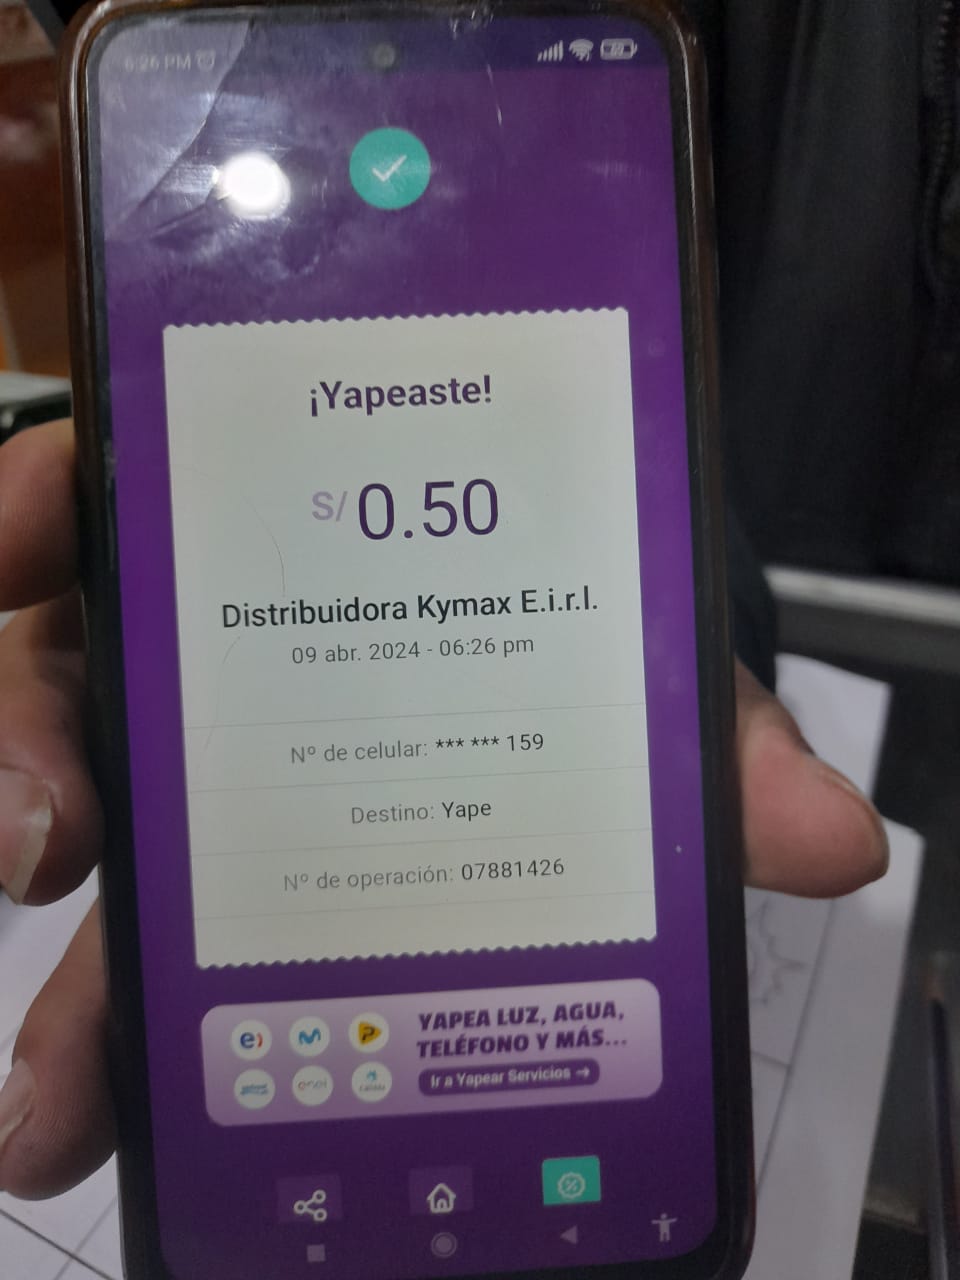 6:26 PM
¡Yapeaste!
S/ 0.50
Distribuidora Kymax E.i.r.l.
09 abr. 2024 - 06:26 pm
Nº de celular: *** *** 159
Destino: Yape
Nº de operación: 07881426
e)
YAPEA LUZ, AGUA,
TELÉFONO Y MÁS...
enel
Ir a Yapear Servicios →